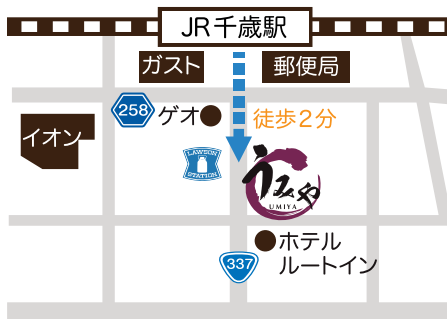 JR千歳駅
ガスト
郵便局
258
ゲオ
徒歩2分
イオン
LAWSON
STATION
うみや
UMIYA
ホテル
ルートイン
337